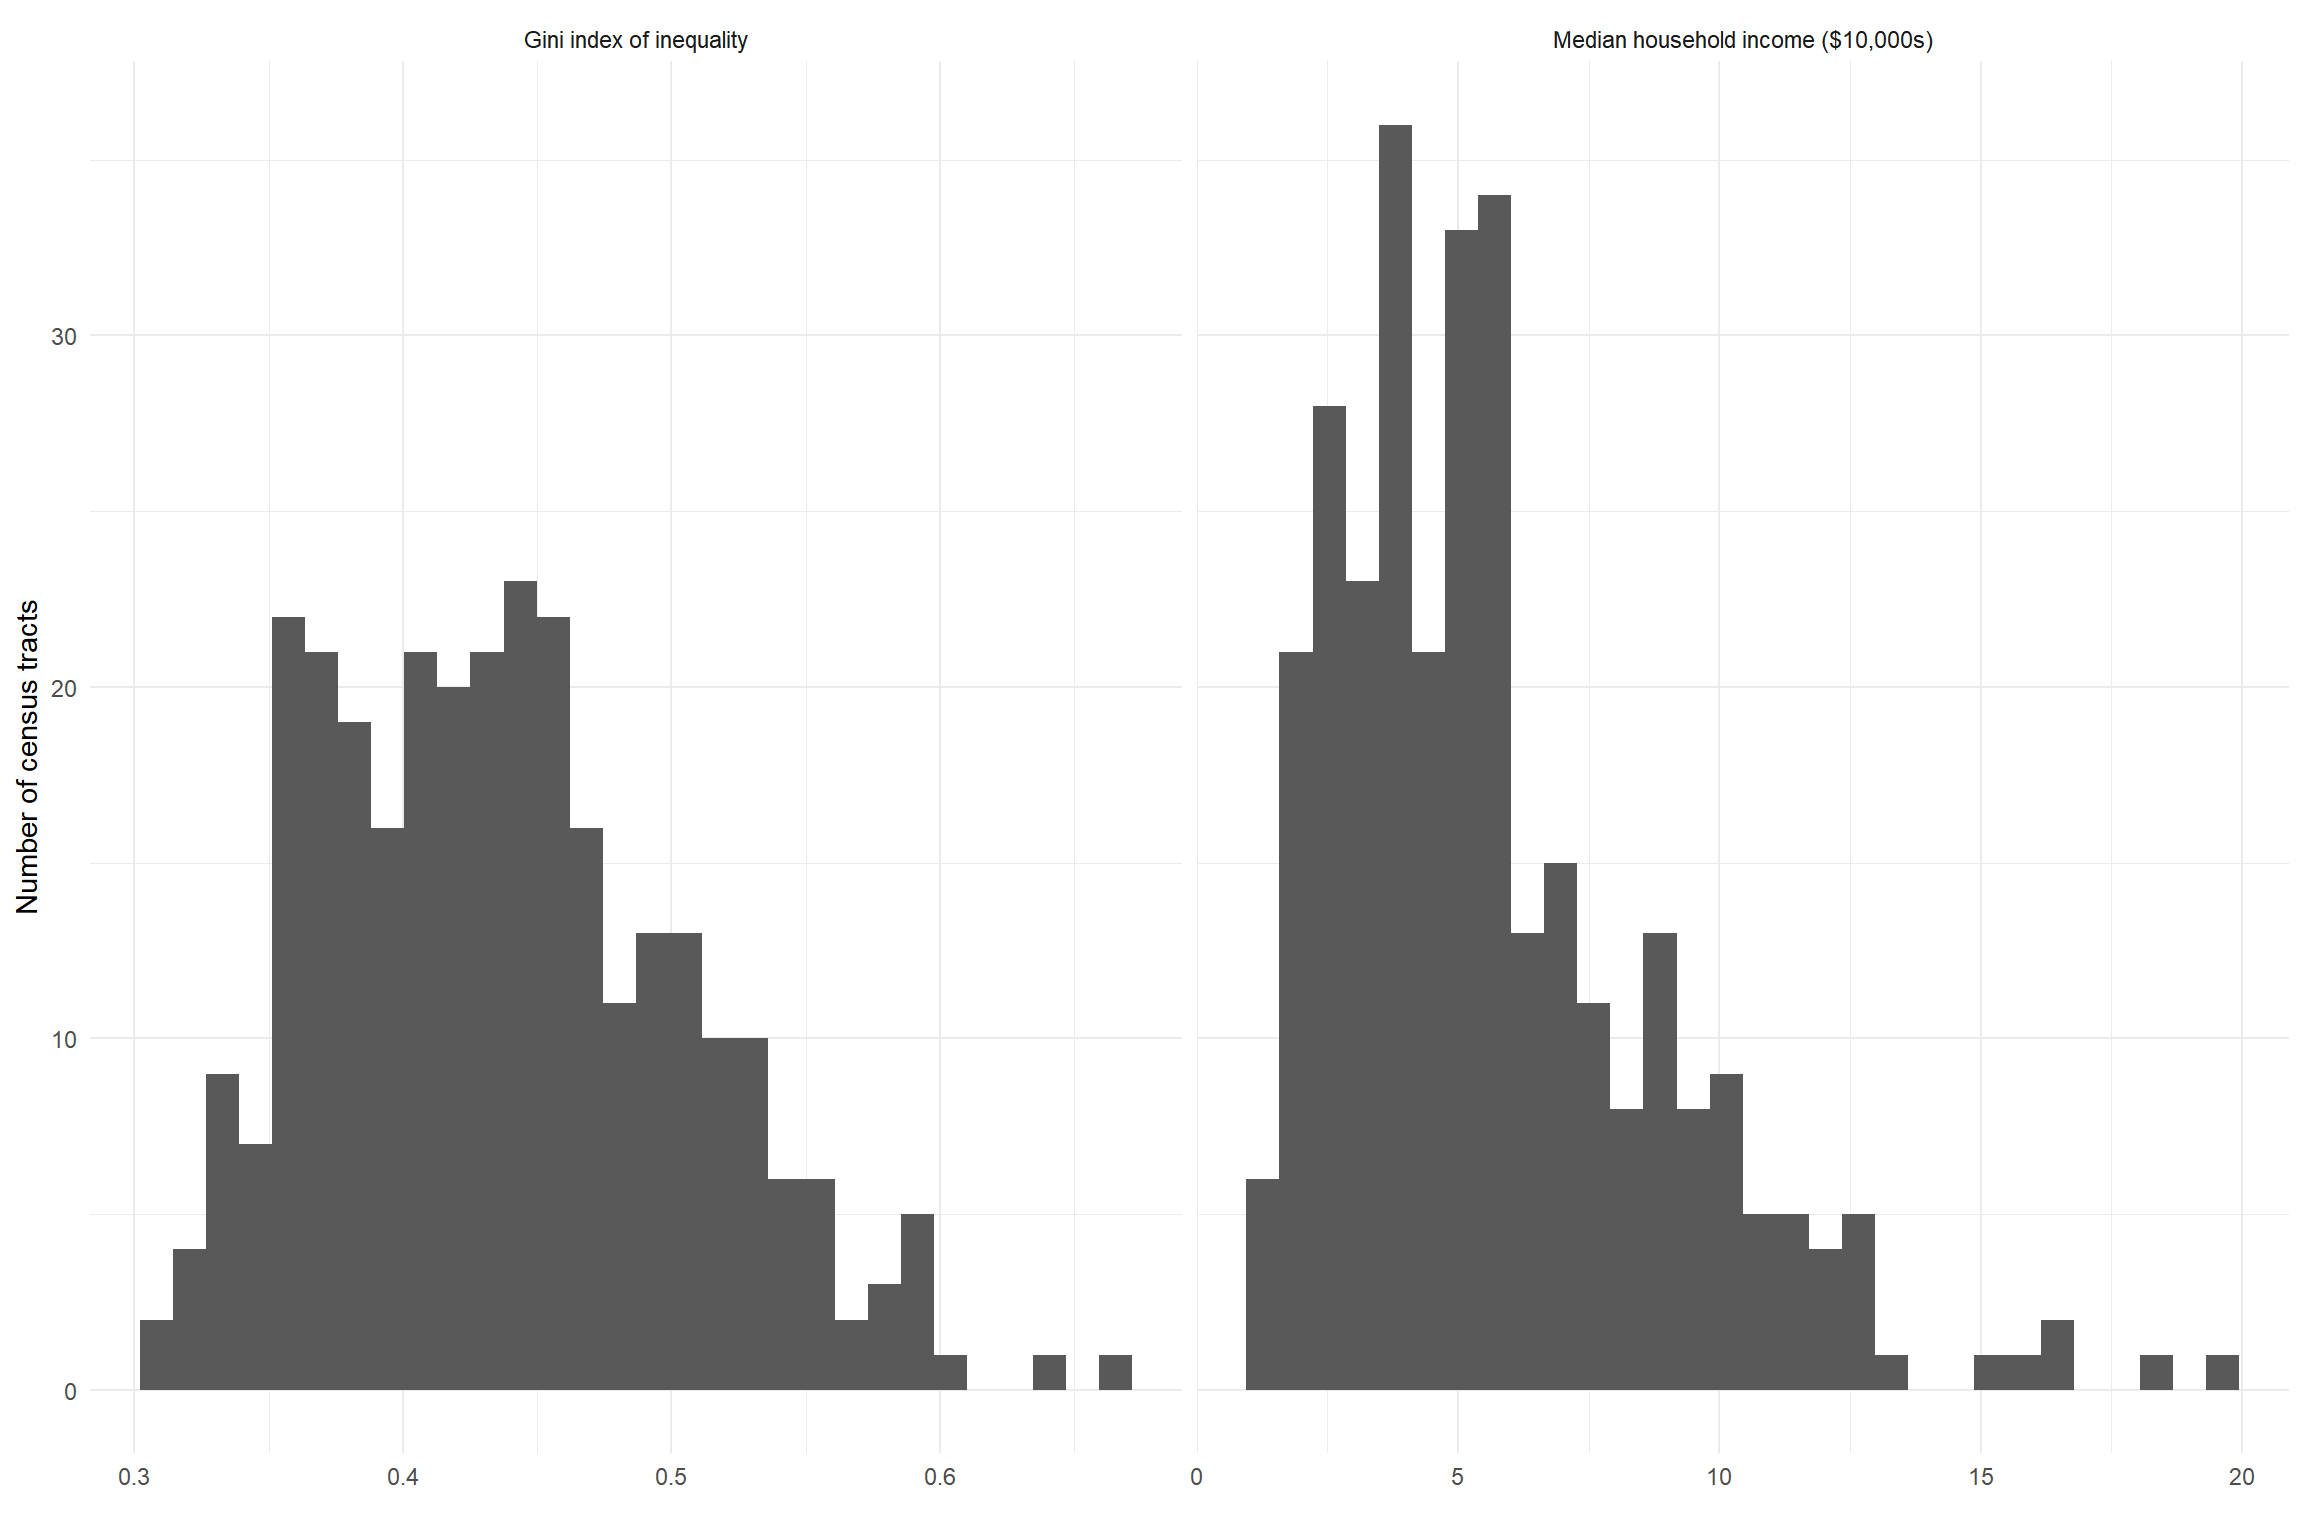 Gini index of inequality
Median household income ($10,000s)
Number of census tracts
30
20
10
0
0.3 0.4 0.5 0.6
0 5 10 15 20